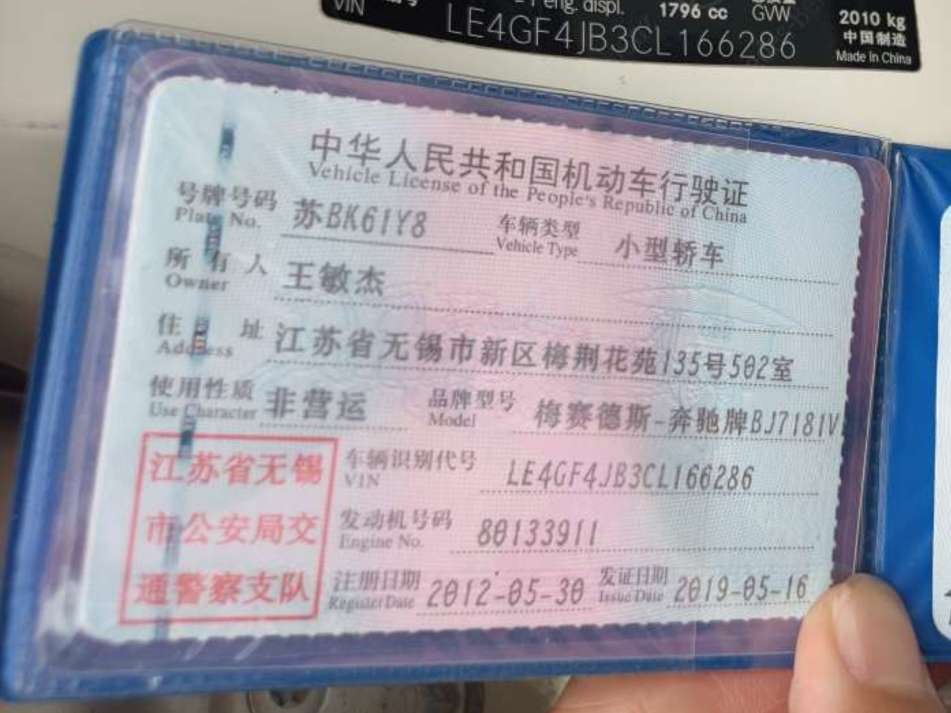 VIN
Eng. displ. 1796 cc GVW 2010 kg
LE4GF4JB3CL166286
中国制造
Made in China
中华人民共和国机动车行驶证
Vehicle License of the People's Republic of China
号牌号码 苏BK61Y8 车辆类型 小型轿车
Plate No. Vehicle Type
所有人 王敏杰
Owner
住址 江苏省无锡市新区梅荆花苑135号502室
Address
使用性质 非营运 品牌型号 梅赛德斯-奔驰牌BJ7181V
Use Character Model
江苏省无锡
市公安局交
通警察支队
车辆识别代号 LE4GF4JB3CL166286
VIN
发动机号码 80133911
Engine No.
注册日期 2012-05-30 发证日期 2019-05-16
Register Date Issue Date